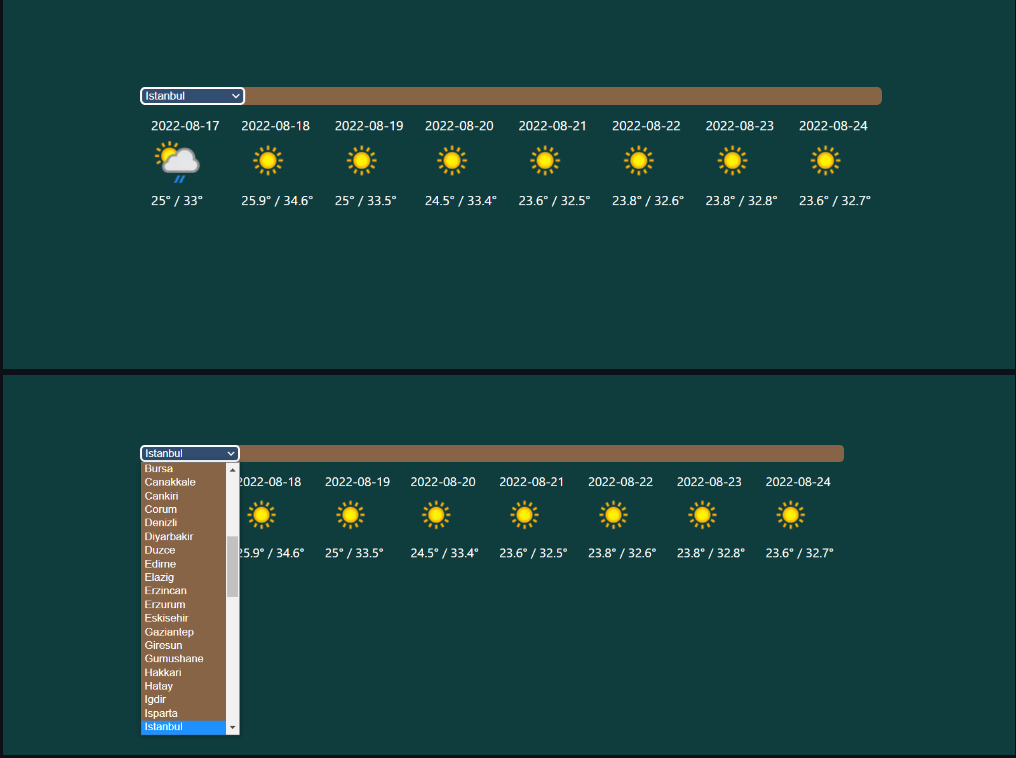 Istanbul
2022-08-17 2022-08-18 2022-08-19 2022-08-20 2022-08-21 2022-08-22 2022-08-23 2022-08-24
25° / 33° 25.9° / 34.6° 25° / 33.5° 24.5° / 33.4° 23.6° / 32.5° 23.8° / 32.6° 23.8° / 32.8° 23.6° / 32.7°
Istanbul
Bursa
Canakkale
Cankiri
Corum
Denizli
Diyarbakir
Duzce
Edirne
Elazig
Erzincan
Erzurum
Eskisehir
Gaziantep
Giresun
Gumushane
Hakkari
Hatay
Igdir
Isparta
Istanbul
2022-08-18 2022-08-19 2022-08-20 2022-08-21 2022-08-22 2022-08-23 2022-08-24
25.9° / 34.6° 25° / 33.5° 24.5° / 33.4° 23.6° / 32.5° 23.8° / 32.6° 23.8° / 32.8° 23.6° / 32.7°